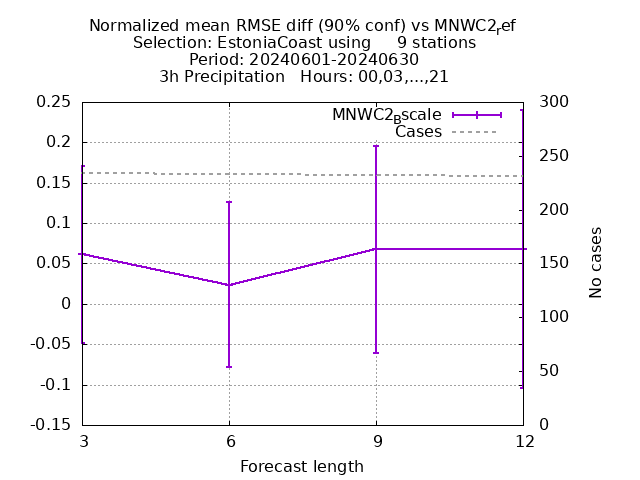 Normalized mean RMSE diff (90% conf) vs MNWC2ref
Selection: EstoniaCoast using 9 stations
Period: 20240601-20240630
3h Precipitation Hours: 00,03,...,21
MNWC2Bscale
Cases
0.25
0.2
0.15
0.1
0.05
0
-0.05
-0.1
-0.15
300
250
200
150
100
50
0
No cases
3
6
9
12
Forecast length